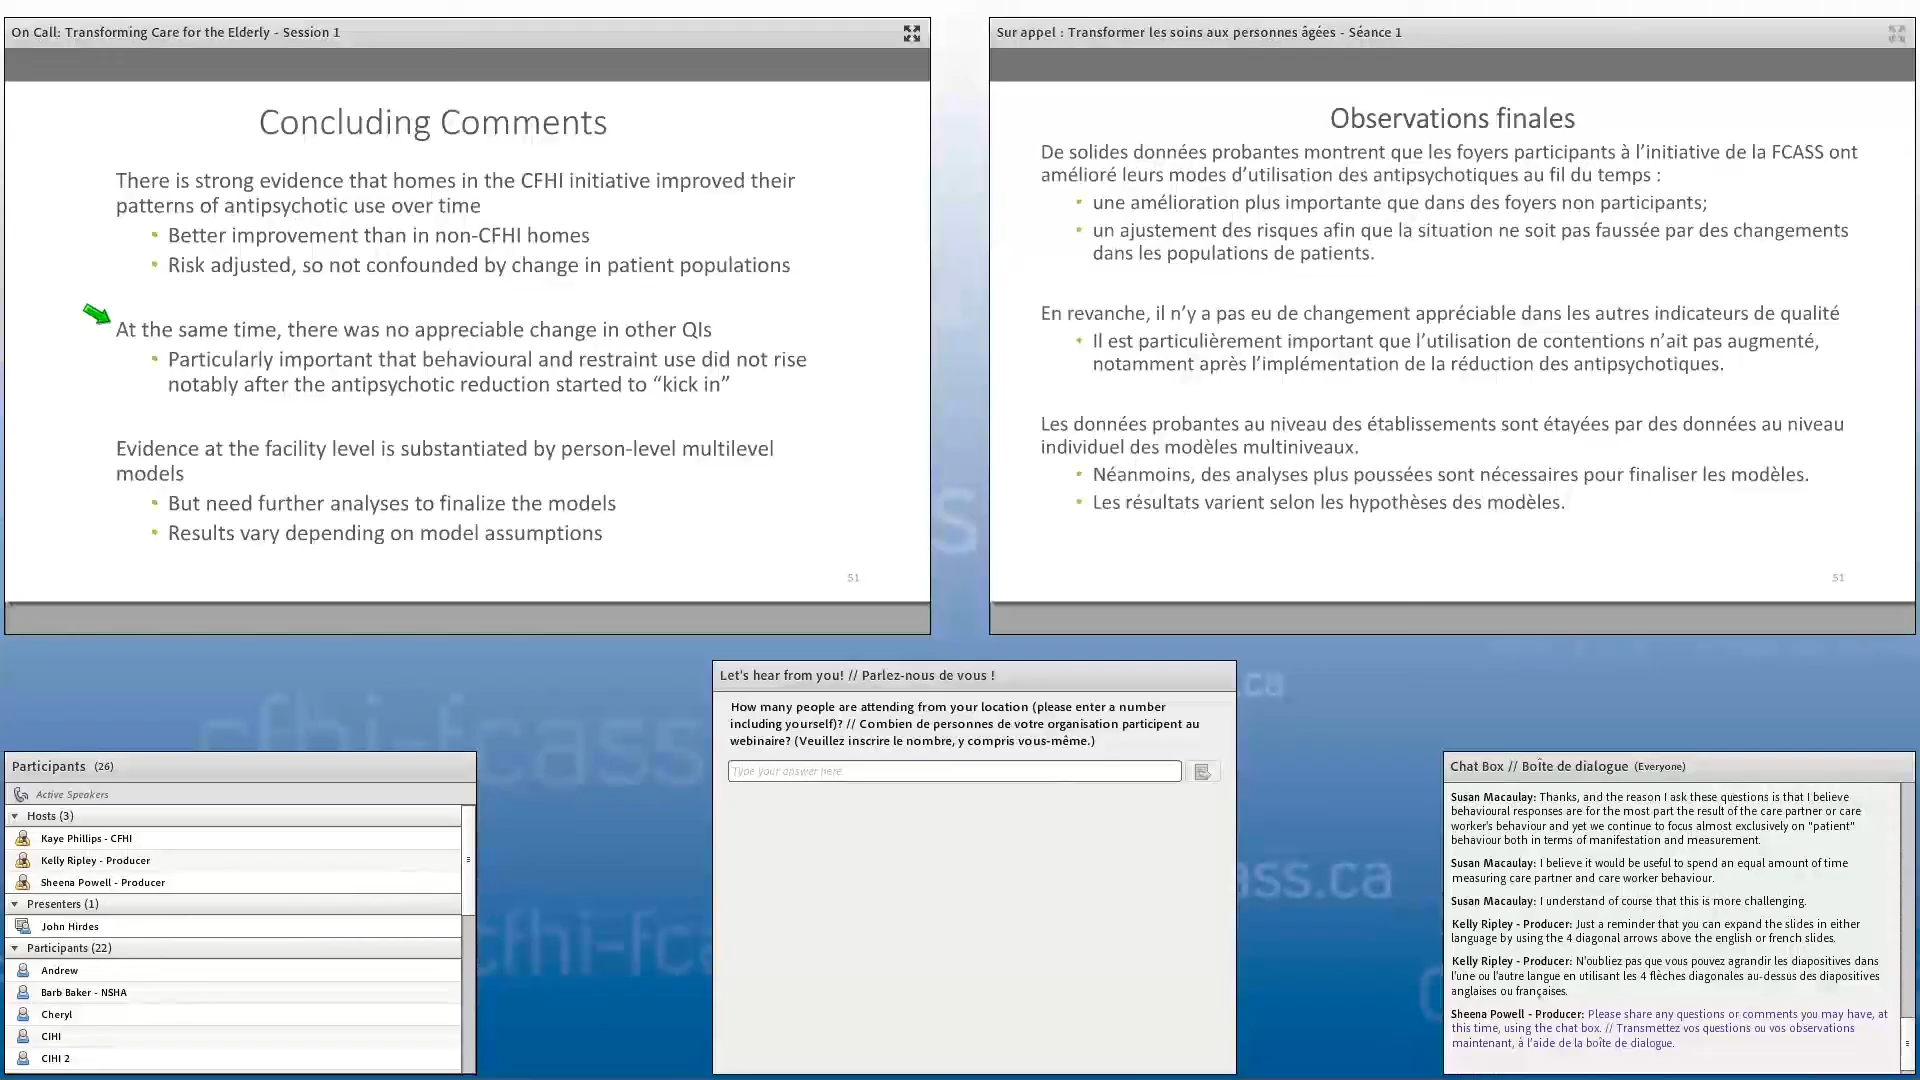 On Call: Transforming Care for the Elderly - Session 1
Concluding Comments
There is strong evidence that homes in the CFHI initiative improved their
patterns of antipsychotic use over time
• Better improvement than in non-CFHI homes
• Risk adjusted, so not confounded by change in patient populations
At the same time, there was no appreciable change in other QIs
• Particularly important that behavioural and restraint use did not rise
notably after the antipsychotic reduction started to “kick in”
Evidence at the facility level is substantiated by person-level multilevel
models
• But need further analyses to finalize the models
• Results vary depending on model assumptions
51
Sur appel : Transformer les soins aux personnes âgées - Séance 1
Observations finales
De solides données probantes montrent que les foyers participants à l’initiative de la FCASS ont
amélioré leurs modes d’utilisation des antipsychotiques au fil du temps :
• une amélioration plus importante que dans des foyers non participants;
• un ajustement des risques afin que la situation ne soit pas faussée par des changements
dans les populations de patients.
En revanche, il n’y a pas eu de changement appréciable dans les autres indicateurs de qualité
• Il est particulièrement important que l’utilisation de contentions n’ait pas augmenté,
notamment après l’implémentation de la réduction des antipsychotiques.
Les données probantes au niveau des établissements sont étayées par des données au niveau
individuel des modèles multiniveaux.
• Néanmoins, des analyses plus poussées sont nécessaires pour finaliser les modèles.
• Les résultats varient selon les hypothèses des modèles.
51
s
cfhi-fcass
.ca
ass.ca
cfhi-fc
Participants (26)
Active Speakers
Hosts (3)
Kaye Phillips - CFHI
Kelly Ripley - Producer
Sheena Powell - Producer
Presenters (1)
John Hirdes
Participants (22)
Andrew
Barb Baker - NSHA
Cheryl
CIHI
CIHI 2
Let's hear from you! // Parlez-nous de vous !
How many people are attending from your location (please enter a number
including yourself)? // Combien de personnes de votre organisation participent au
webinaire? (Veuillez inscrire le nombre, y compris vous-même.)
Type your answer here.
Chat Box // Boîte de dialogue (Everyone)
Susan Macaulay: Thanks, and the reason I ask these questions is that I believe
behavioural responses are for the most part the result of the care partner or care
worker's behaviour and yet we continue to focus almost exclusively on "patient"
behaviour both in terms of manifestation and measurement.
Susan Macaulay: I believe it would be useful to spend an equal amount of time
measuring care partner and care worker behaviour.
Susan Macaulay: I understand of course that this is more challenging.
Kelly Ripley - Producer: Just a reminder that you can expand the slides in either
language by using the 4 diagonal arrows above the english or french slides.
Kelly Ripley - Producer: N'oubliez pas que vous pouvez agrandir les diapositives dans
l'une ou l'autre langue en utilisant les 4 flèches diagonales au-dessus des diapositives
anglaises ou françaises.
Sheena Powell - Producer: Please share any questions or comments you may have, at
this time, using the chat box. // Transmettez vos questions ou vos observations
maintenant, à l'aide de la boîte de dialogue.